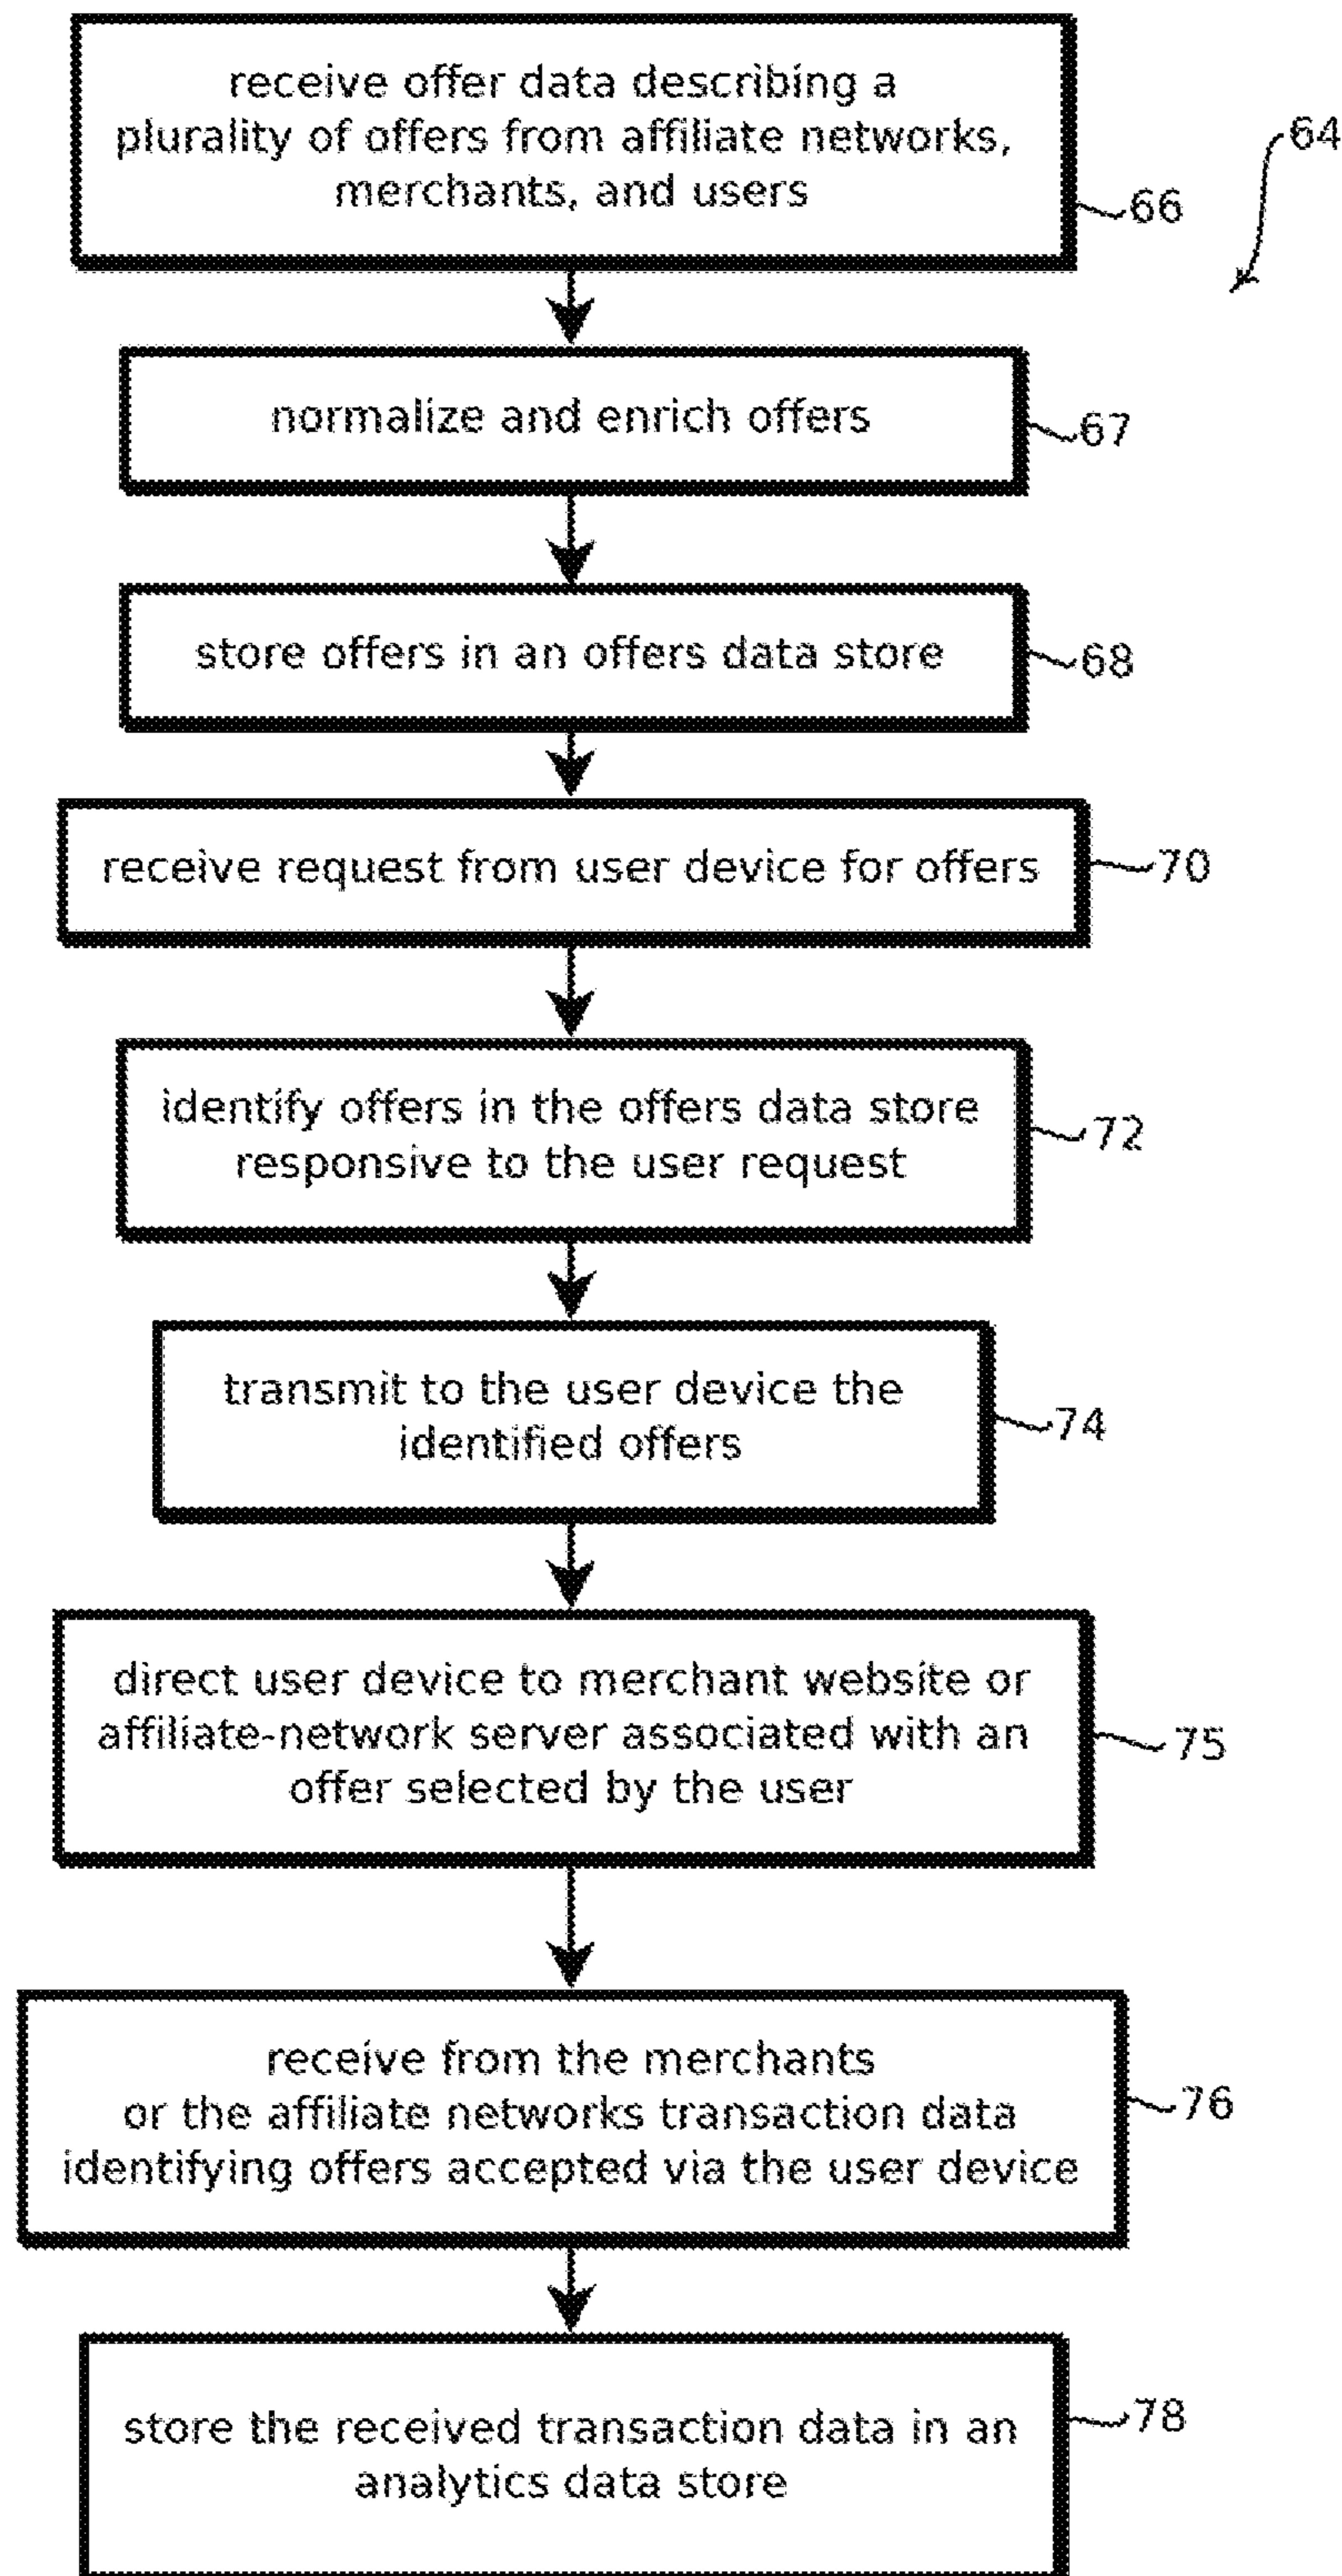 receive offer data describing a
plurality of offers from affiliate networks,
merchants, and users
64
66
normalize and enrich offers
67
store offers in an offers data store
68
receive request from user device for offers
70
identify offers in the offers data store
responsive to the user request
72
transmit to the user device the
identified offers
74
direct user device to merchant website or
affiliate-network server associated with an
offer selected by the user
75
receive from the merchants
or the affiliate networks transaction data
identifying offers accepted via the user device
76
store the received transaction data in an
analytics data store
78